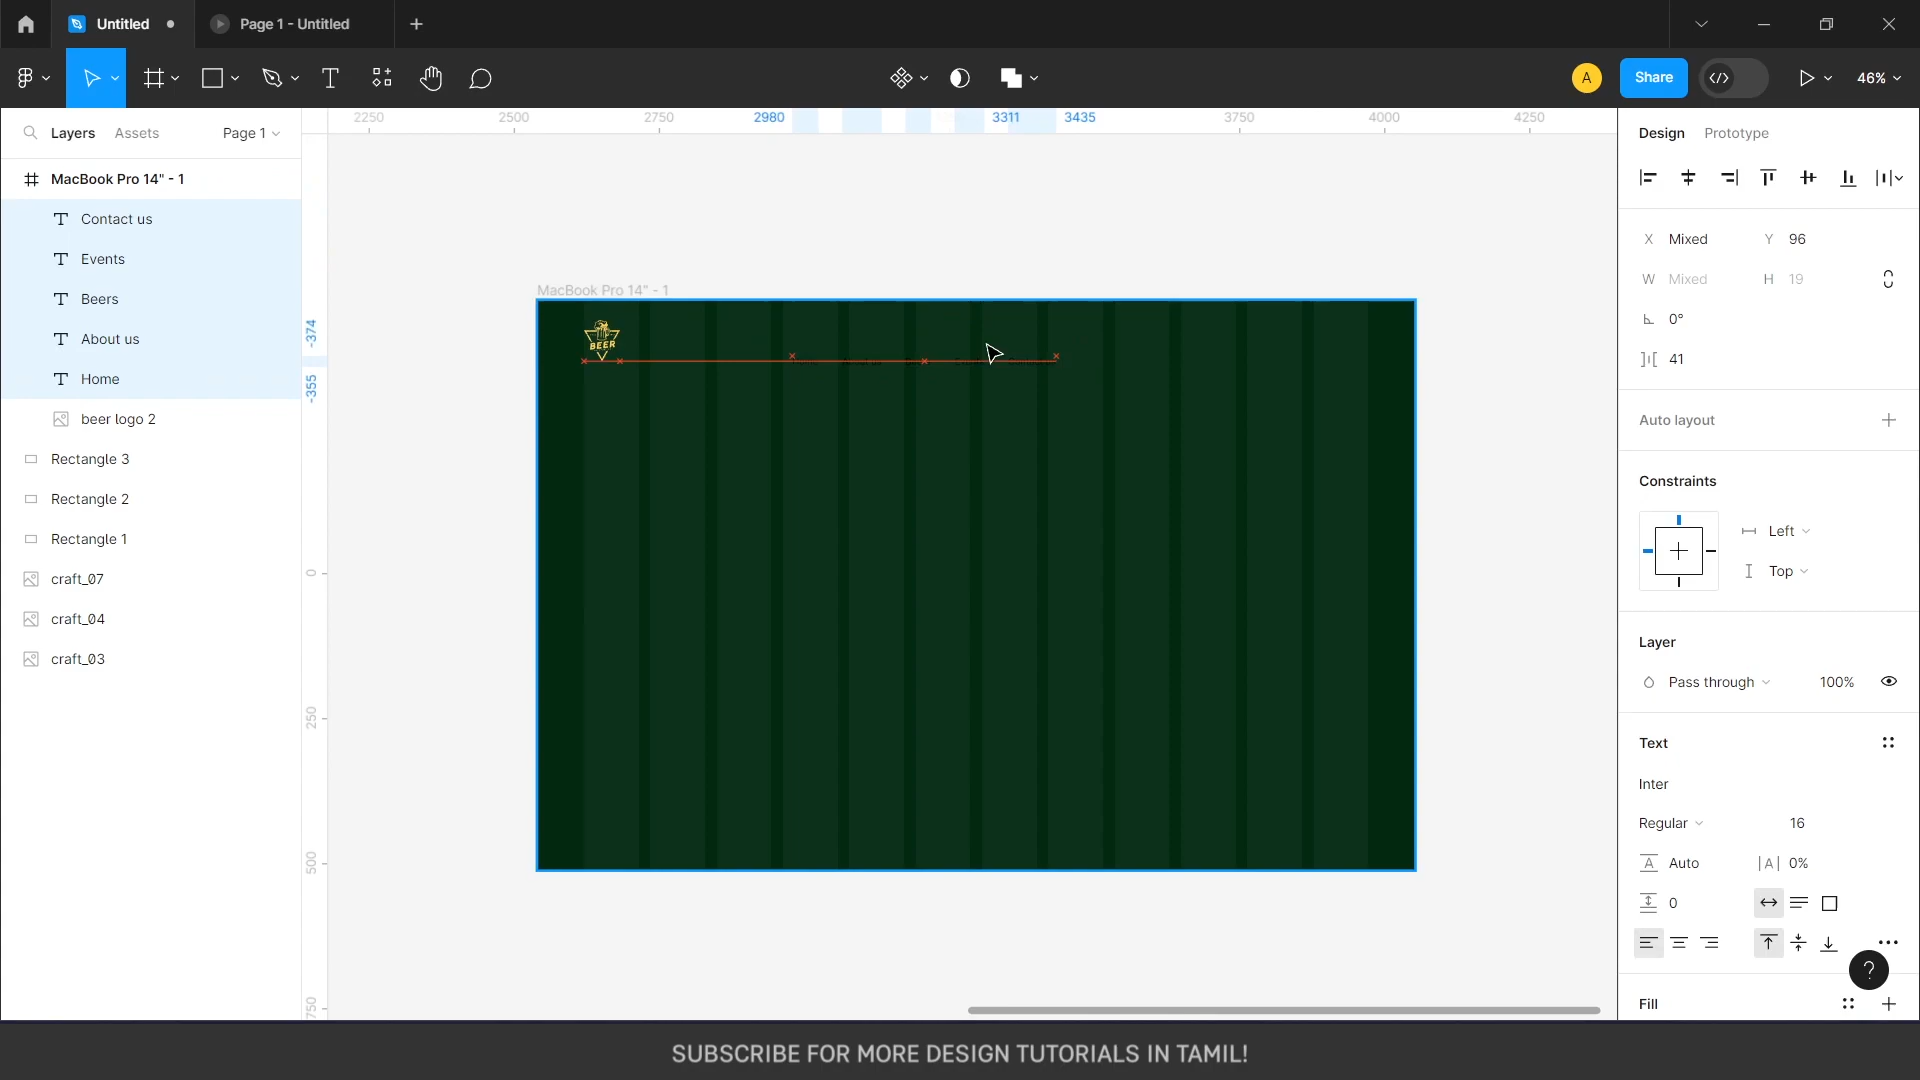 Untitled
Page 1 - Untitled
A
Share
46%
Layers
Assets
Page 1
2250
2500
2750
2980
3311
3435
3750
4000
4250
Design
Prototype
MacBook Pro 14" - 1
Contact us
Events
Beers
About us
Home
beer logo 2
Rectangle 3
Rectangle 2
Rectangle 1
craft_07
craft_04
craft_03
-374
-355
0
250
500
750
MacBook Pro 14" - 1
BEER
X Mixed
Y 96
W Mixed
H 19
0°
41
Auto layout
Constraints
Left
Top
Layer
Pass through
100%
Text
Inter
Regular
16
Auto
|A| 0%
0
?
Fill
SUBSCRIBE FOR MORE DESIGN TUTORIALS IN TAMIL!